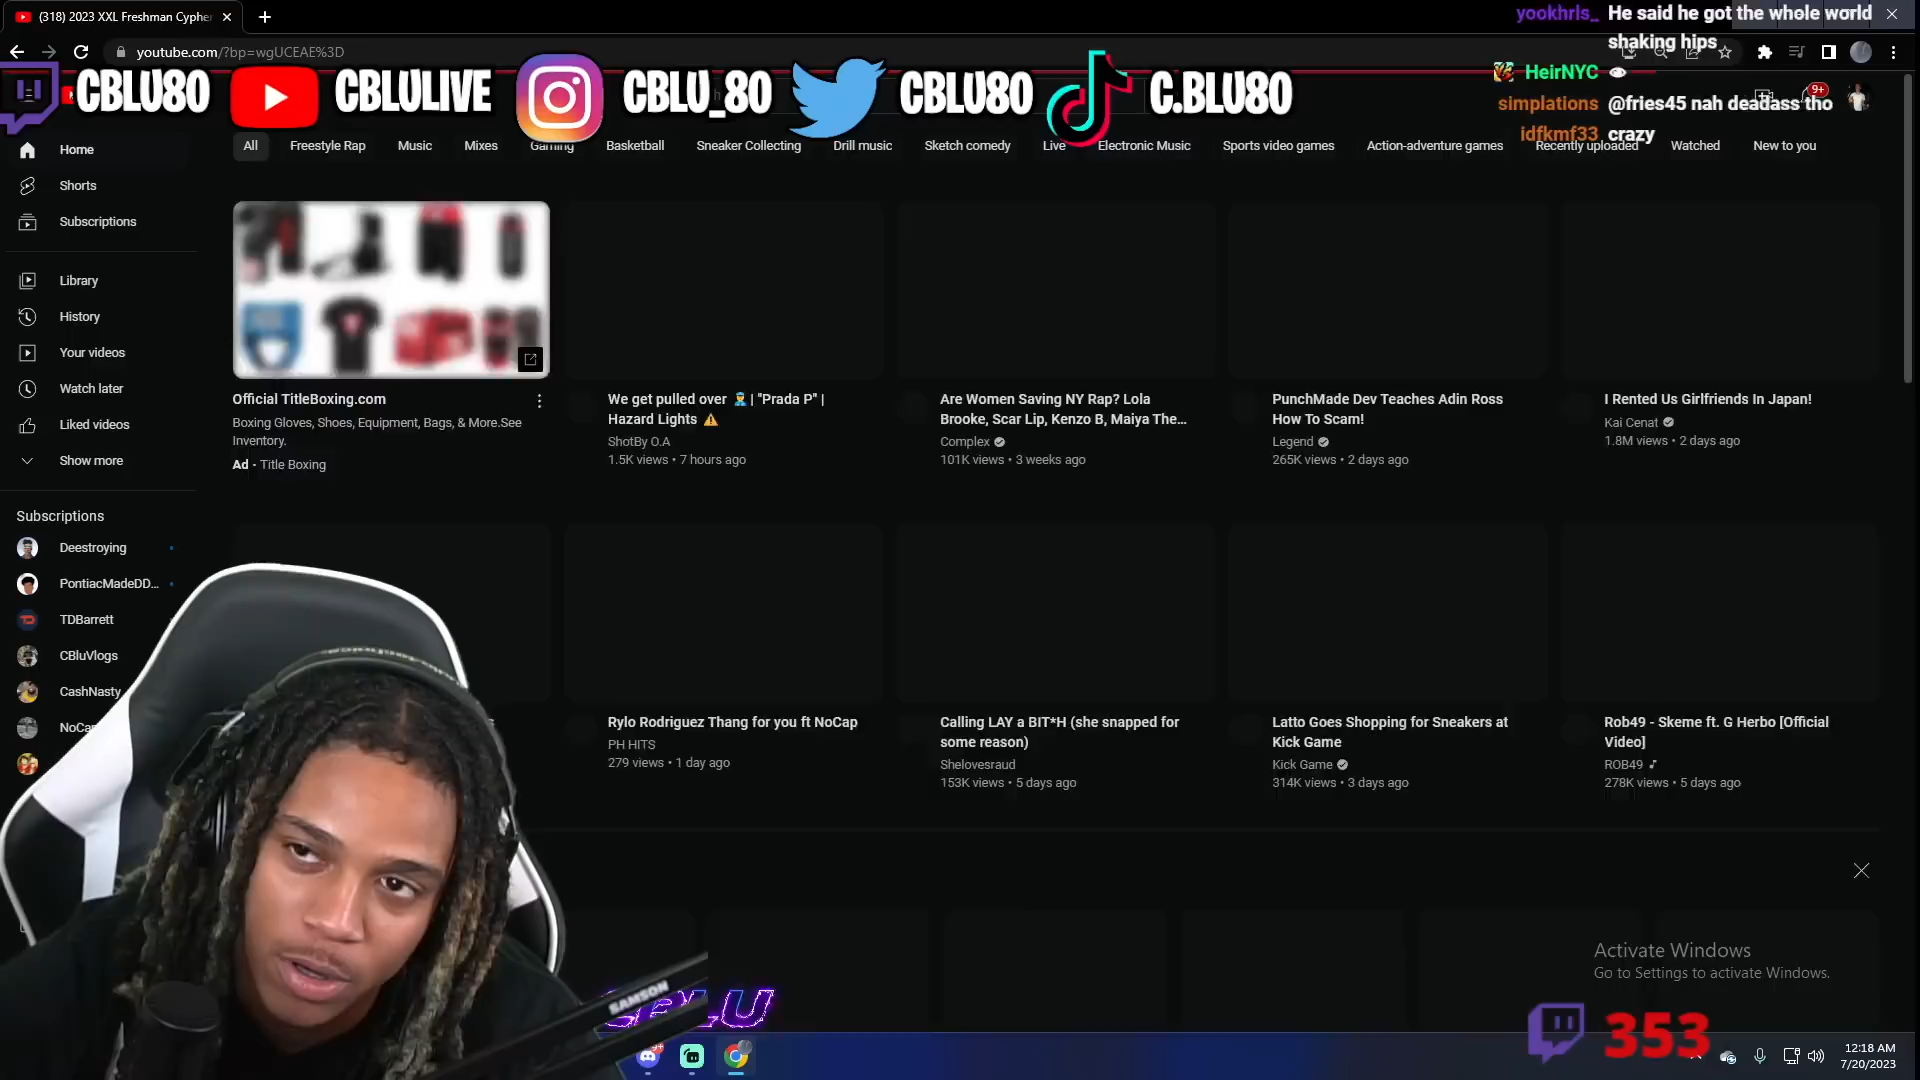 (318) 2023 XXL Freshman Cypher
youtube.com/?bp=wgUCEAE%3D
yookhrls_ He said he got the whole world
shaking hips
HeirNYC
simplations @fries45 nah deadass tho
idfkmf33 crazy
CBLU80 CBLULIVE CBLU_80 CBLU80 C.BLU80
9+
All Freestyle Rap Music Mixes Gaming Basketball Sneaker Collecting Drill music Sketch comedy Live Electronic Music Sports video games Action-adventure games Recently uploaded Watched New to you
Home
Shorts
Subscriptions
Library
History
Your videos
Watch later
Liked videos
Show more
Subscriptions
Deestroying
PontiacMadeDD...
TDBarrett
CBluVlogs
CashNasty
NoCap
Official TitleBoxing.com
Boxing Gloves, Shoes, Equipment, Bags, & More.See
Inventory.
Ad · Title Boxing
We get pulled over 👮| "Prada P" |
Hazard Lights ⚠️
ShotBy O.A
1.5K views • 7 hours ago
Are Women Saving NY Rap? Lola
Brooke, Scar Lip, Kenzo B, Maiya The...
Complex
101K views • 3 weeks ago
PunchMade Dev Teaches Adin Ross
How To Scam!
Legend
265K views • 2 days ago
I Rented Us Girlfriends In Japan!
Kai Cenat
1.8M views • 2 days ago
Rylo Rodriguez Thang for you ft NoCap
PH HITS
279 views • 1 day ago
Calling LAY a BIT*H (she snapped for
some reason)
Shelovesraud
153K views • 5 days ago
Latto Goes Shopping for Sneakers at
Kick Game
Kick Game
314K views • 3 days ago
Rob49 - Skeme ft. G Herbo [Official
Video]
ROB49
278K views • 5 days ago
Activate Windows
Go to Settings to activate Windows.
SAMSON
CBLU
353
12:18 AM
7/20/2023